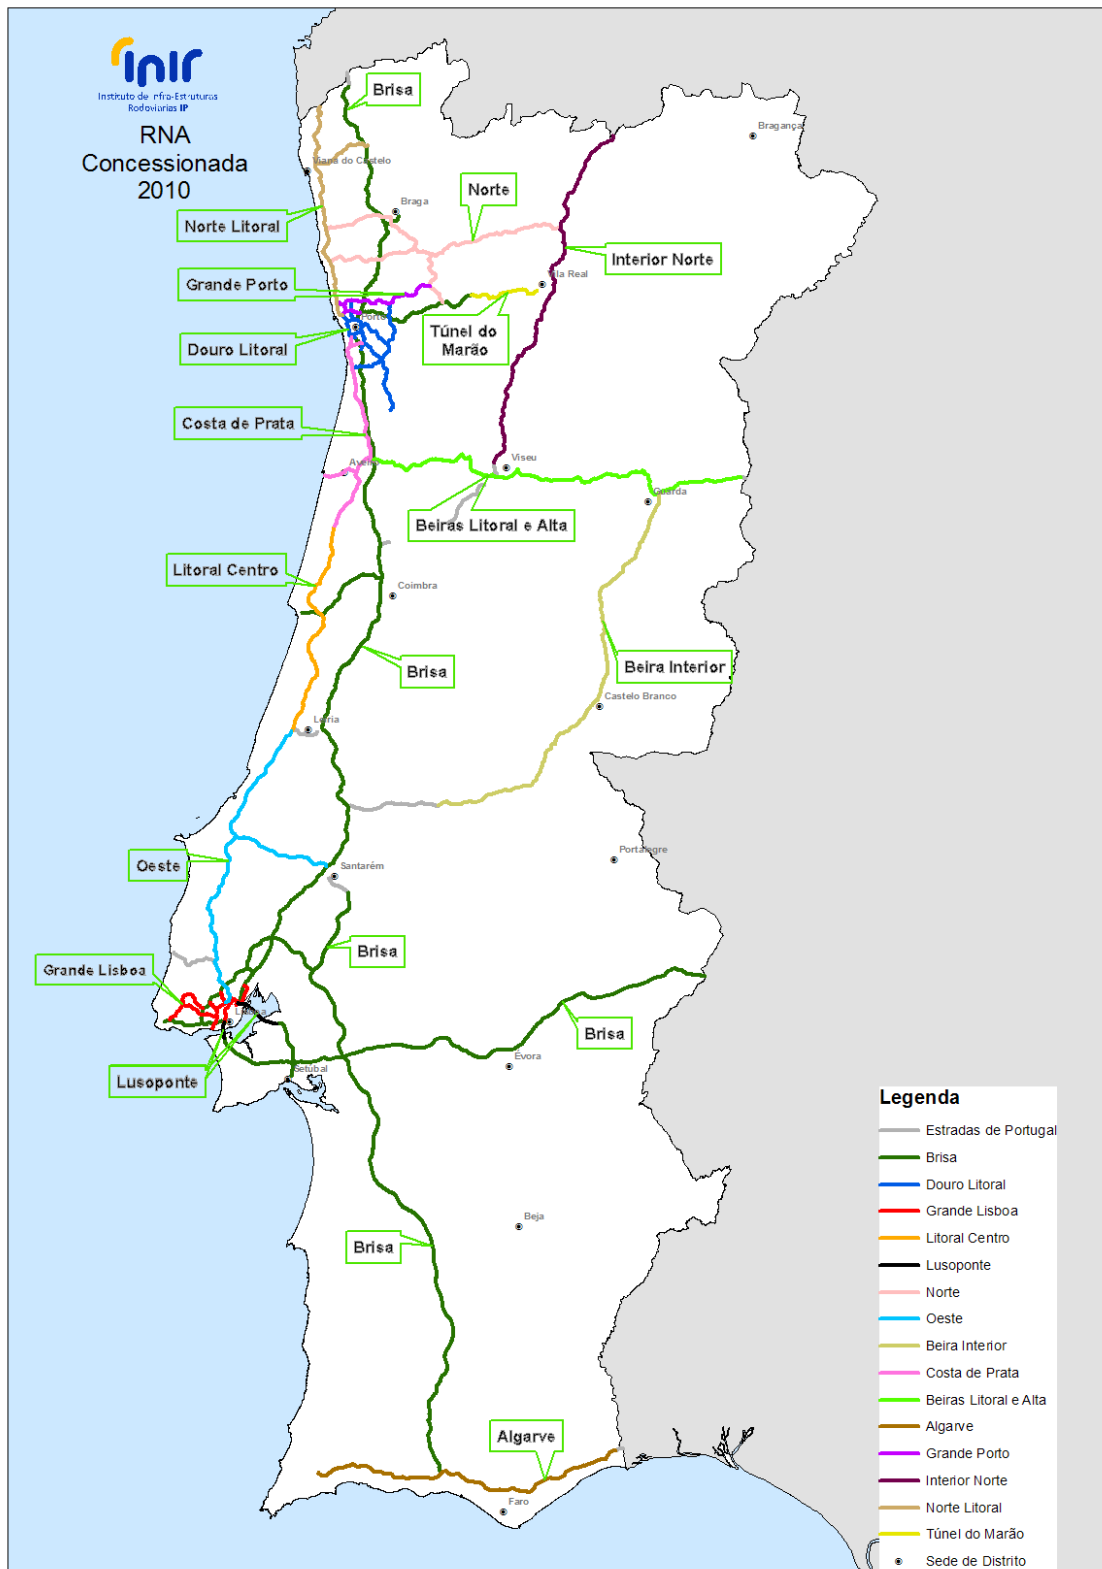 inIr
Instituto de Infra-Estruturas
Rodoviárias IP
RNA
Concessionada
2010
Brisa
Bragança
Viana do Castelo
Braga
Norte
Norte Litoral
Interior Norte
Grande Porto
Vila Real
Porto
Túnel do
Marão
Douro Litoral
Costa de Prata
Aveiro
Viseu
Guarda
Beiras Litoral e Alta
Litoral Centro
Coimbra
Brisa
Beira Interior
Castelo Branco
Leiria
Oeste
Santarém
Portalegre
Brisa
Grande Lisboa
Lisboa
Brisa
Évora
Lusoponte
Setúbal
Beja
Brisa
Algarve
Faro
Legenda
Estradas de Portugal
Brisa
Douro Litoral
Grande Lisboa
Litoral Centro
Lusoponte
Norte
Oeste
Beira Interior
Costa de Prata
Beiras Litoral e Alta
Algarve
Grande Porto
Interior Norte
Norte Litoral
Túnel do Marão
Sede de Distrito